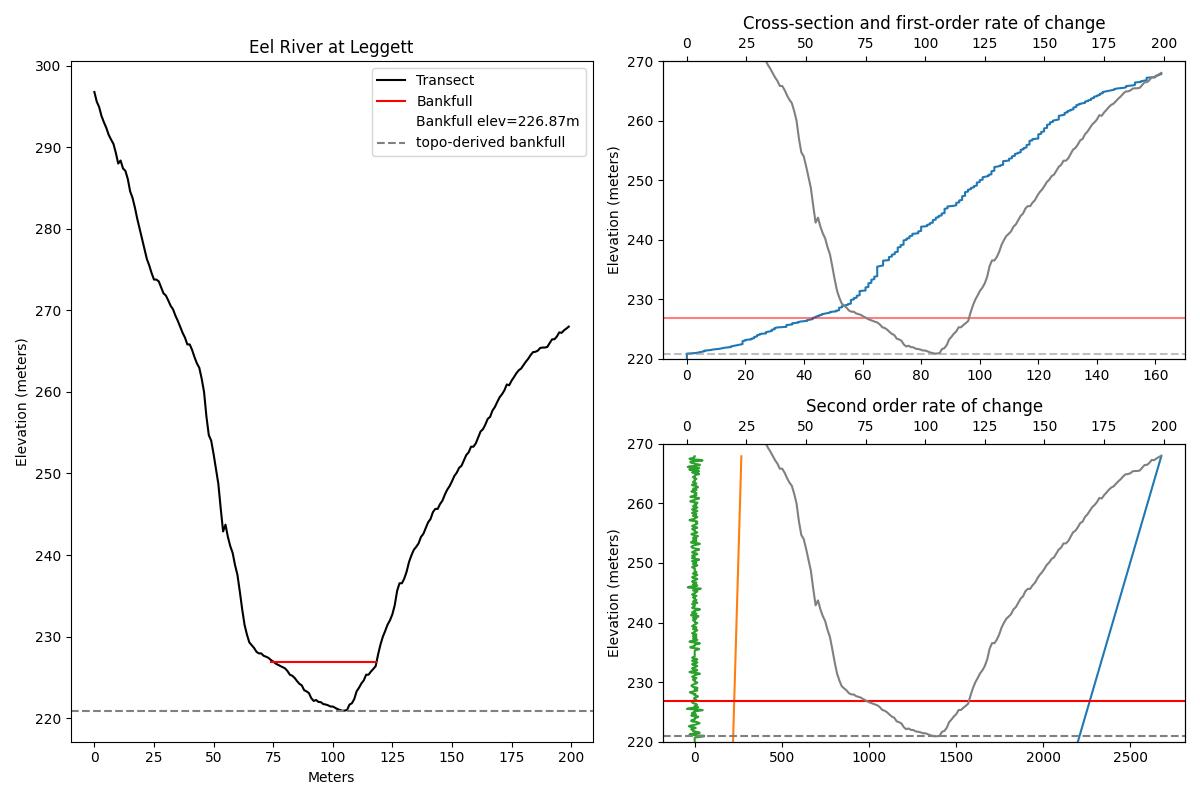 Eel River at Leggett
Elevation (meters)
300
290
280
270
260
250
240
230
220
0 25 50 75 100 125 150 175 200
Meters
Transect
Bankfull
Bankfull elev=226.87m
topo-derived bankfull
Cross-section and first-order rate of change
0 25 50 75 100 125 150 175 200
Elevation (meters)
270
260
250
240
230
220
0 20 40 60 80 100 120 140 160
Second order rate of change
0 25 50 75 100 125 150 175 200
Elevation (meters)
270
260
250
240
230
220
0 500 1000 1500 2000 2500